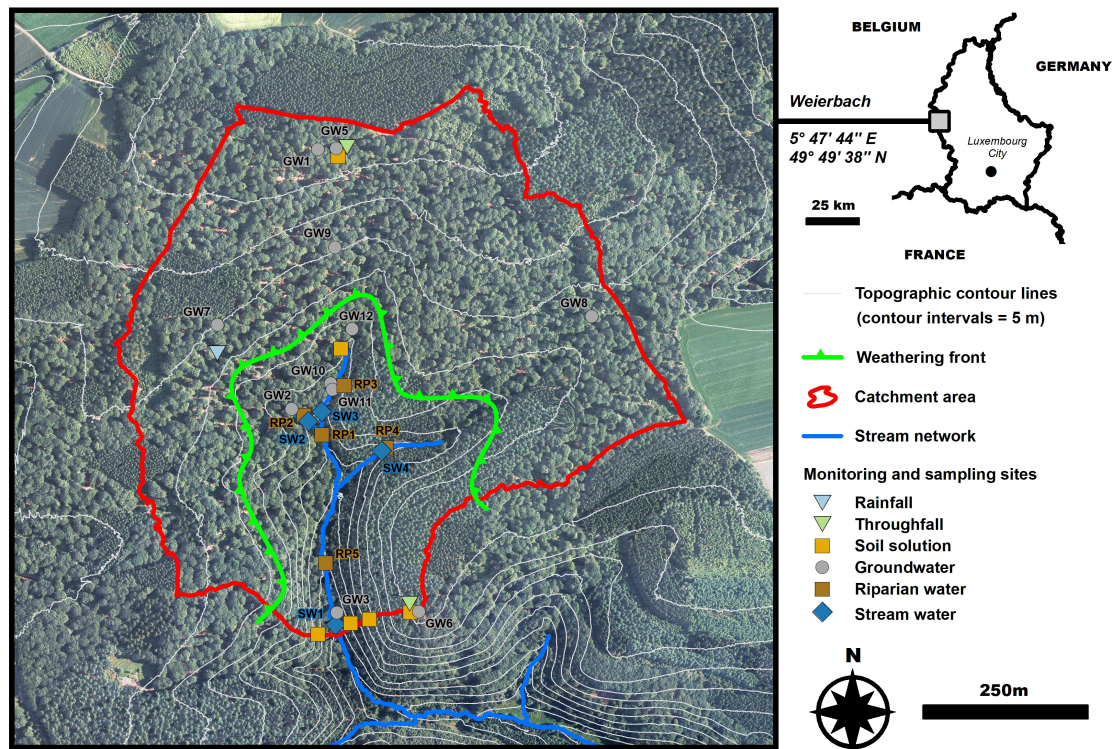 GW5
GW1
GW9
GW7
GW8
GW12
GW10
RP3
GW2
GW11
SW3
RP2
RP1
RP4
SW2
SW4
RP5
SW1
GW3
GW6
BELGIUM
GERMANY
Weierbach
5° 47' 44" E
49° 49' 38" N
Luxembourg
City
25 km
FRANCE
Topographic contour lines
(contour intervals = 5 m)
Weathering front
Catchment area
Stream network
Monitoring and sampling sites
Rainfall
Throughfall
Soil solution
Groundwater
Riparian water
Stream water
N
250m